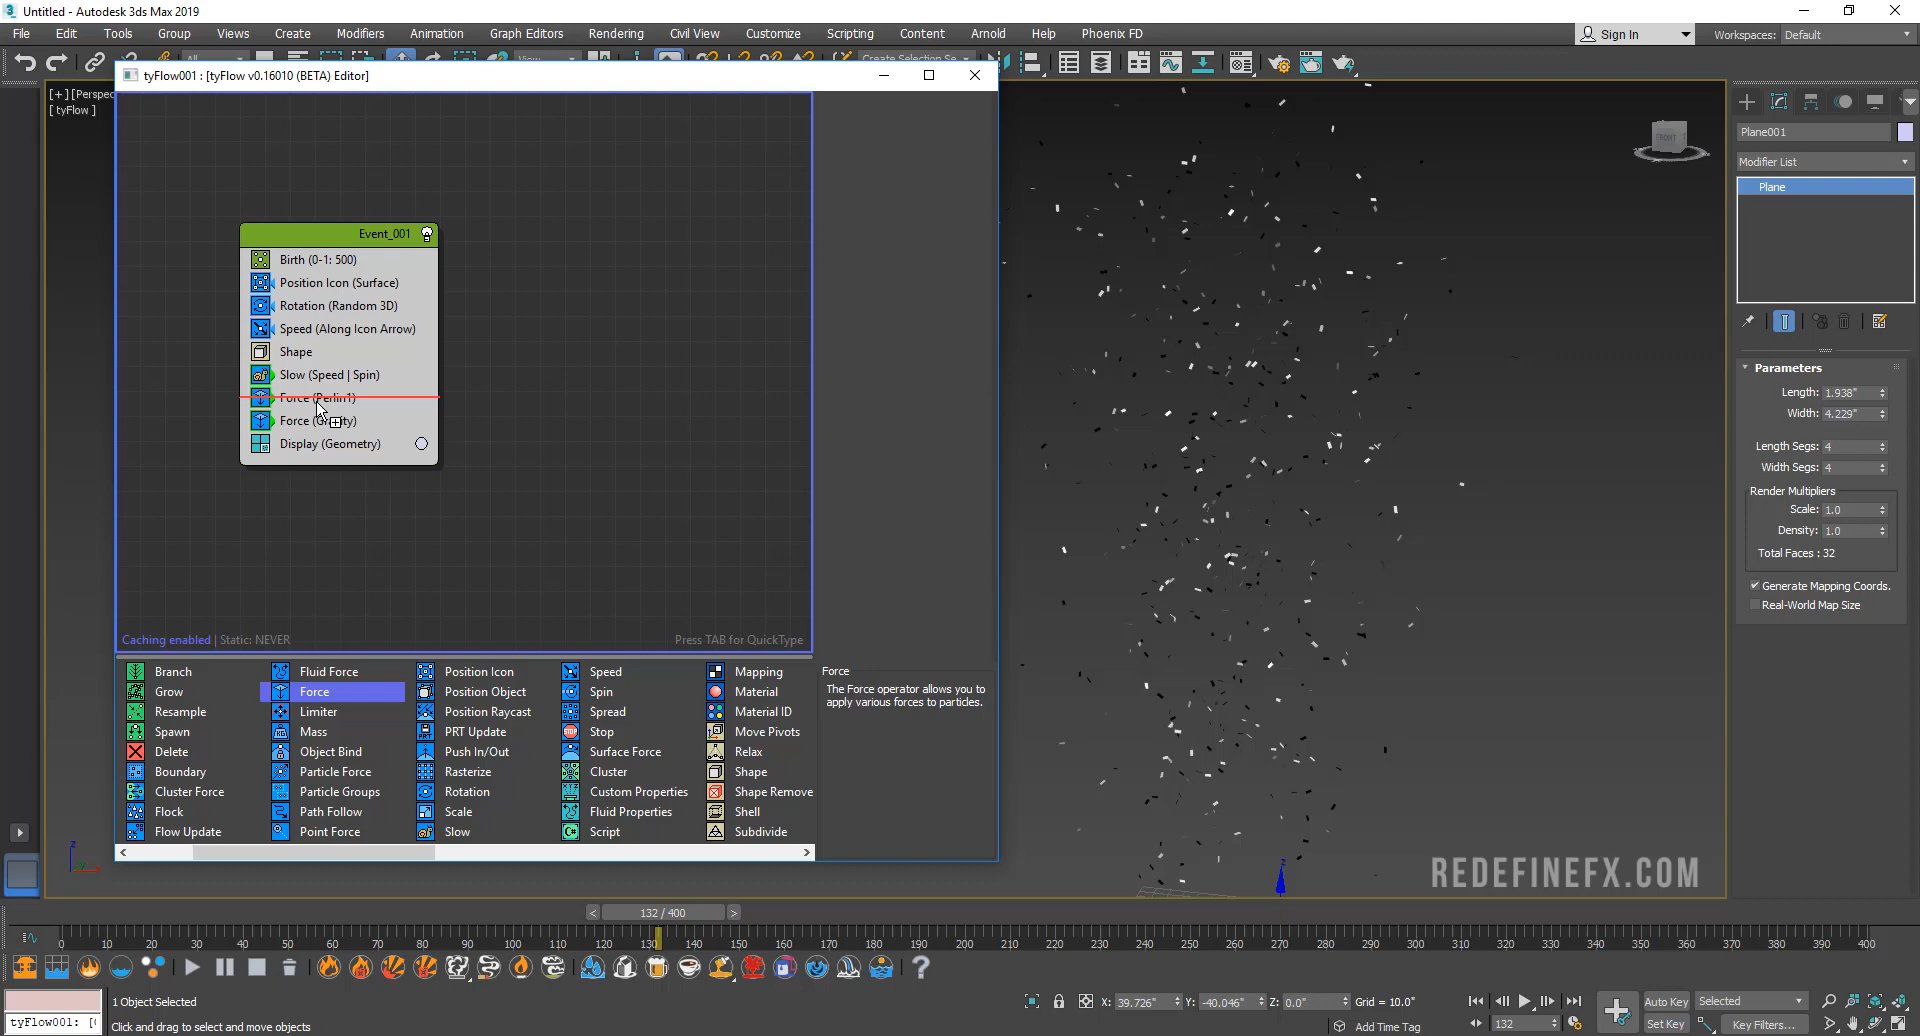 Untitled - Autodesk 3ds Max 2019
File Edit Tools Group Views Create Modifiers Animation Graph Editors Rendering Civil View Customize Scripting Content Arnold Help Phoenix FD
Sign In
Workspaces: Default
All
View
Create Selection Se
tyFlow001 : [tyFlow v0.16010 (BETA) Editor]
[+] [Perspec
[ tyFlow ]
FRONT
Event_001
Birth (0-1: 500)
Position Icon (Surface)
Rotation (Random 3D)
Speed (Along Icon Arrow)
Shape
Slow (Speed | Spin)
Force (Perlin1)
Force (Gravity)
Display (Geometry)
Caching enabled | Static: NEVER
Press TAB for QuickType
Branch Fluid Force Position Icon Speed Mapping
Grow Force Position Object Spin Material
Resample Limiter Position Raycast Spread Material ID
Spawn Mass PRT Update Stop Move Pivots
Delete Object Bind Push In/Out Surface Force Relax
Boundary Particle Force Rasterize Cluster Shape
Cluster Force Particle Groups Rotation Custom Properties Shape Remove
Flock Path Follow Scale Fluid Properties Shell
Flow Update Point Force Slow Script Subdivide
Force
The Force operator allows you to
apply various forces to particles.
Plane001
Modifier List
Plane
Parameters
Length: 1.938"
Width: 4.229"
Length Segs: 4
Width Segs: 4
Render Multipliers
Scale: 1.0
Density: 1.0
Total Faces : 32
Generate Mapping Coords.
Real-World Map Size
REDEFINEFX.COM
z
z
< 132 / 400 >
0 10 20 30 40 50 60 70 80 90 100 110 120 130 140 150 160 170 180 190 200 210 220 230 240 250 260 270 280 290 300 310 320 330 340 350 360 370 380 390 400
1 Object Selected
tyFlow001: [
Click and drag to select and move objects
X: 39.726" Y: -40.046" Z: 0.0" Grid = 10.0"
Add Time Tag
132
Auto Key Selected
Set Key Key Filters...